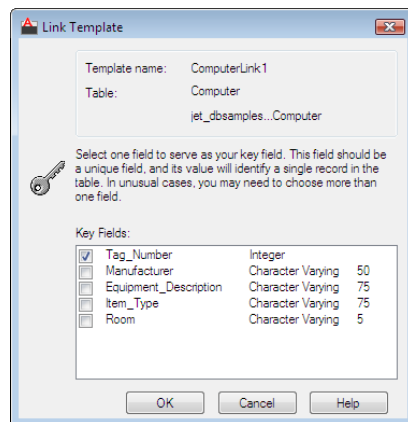 Link Template
Template name: ComputerLink1
Table: Computer
jet_dbsamples...Computer
Select one field to serve as your key field. This field should be
a unique field, and its value will identify a single record in the
table. In unusual cases, you may need to choose more than
one field.
Key Fields:
Tag_Number Integer
Manufacturer Character Varying 50
Equipment_Description Character Varying 75
Item_Type Character Varying 75
Room Character Varying 5
OK Cancel Help